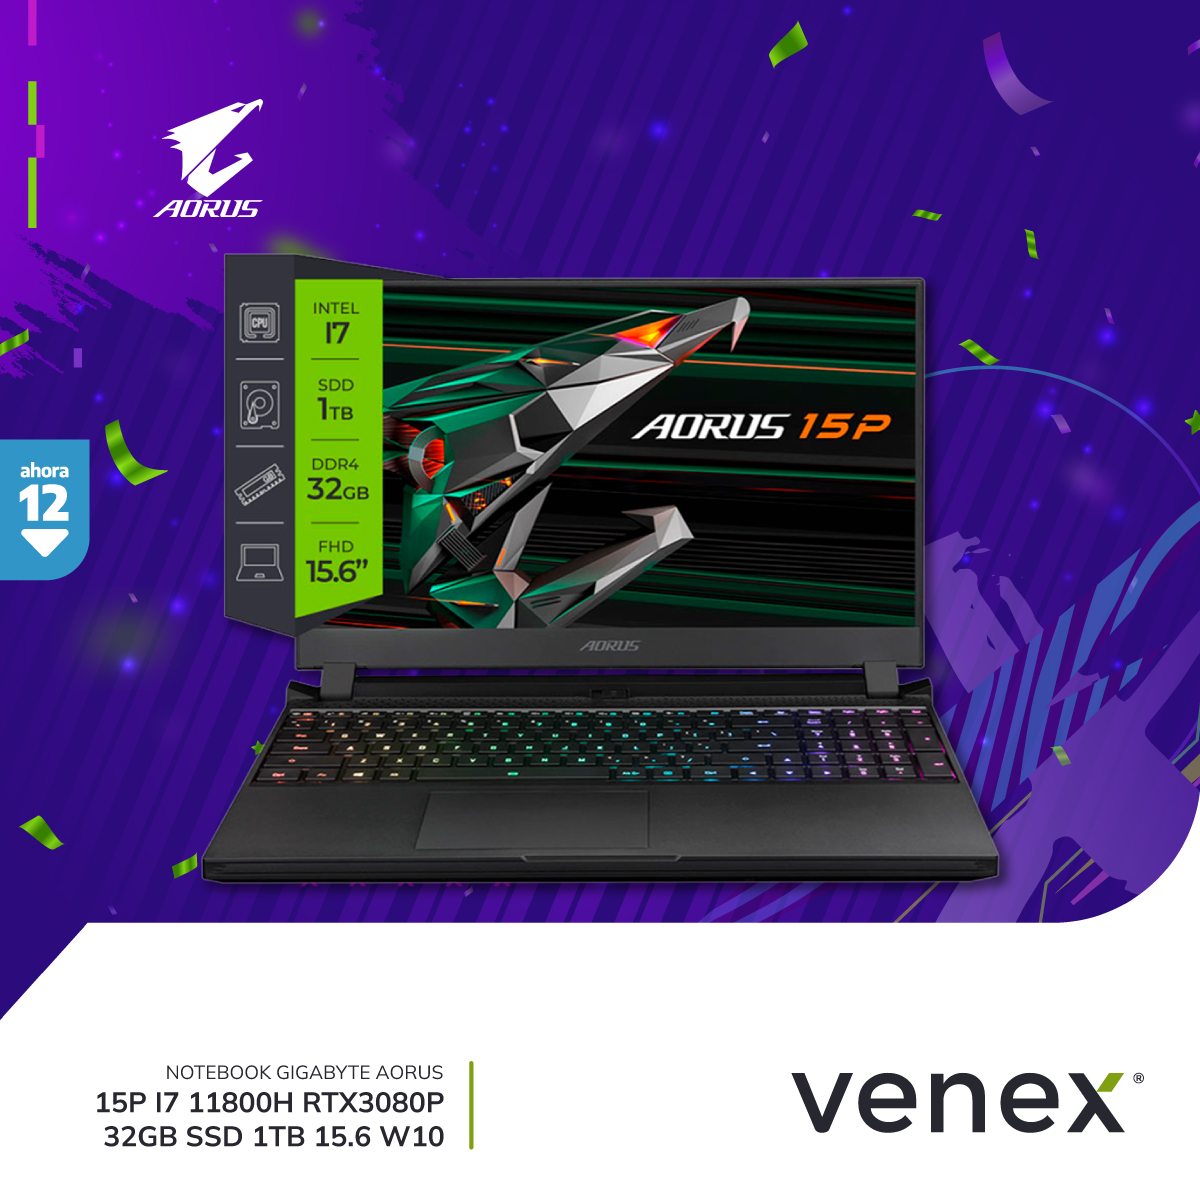 AORUS
CPU
INTEL
I7
SDD
1TB
DDR4
32GB
FHD
15.6”
AORUS 15P
ahora
12
AORUS
NOTEBOOK GIGABYTE AORUS
15P I7 11800H RTX3080P
32GB SSD 1TB 15.6 W10
venex®